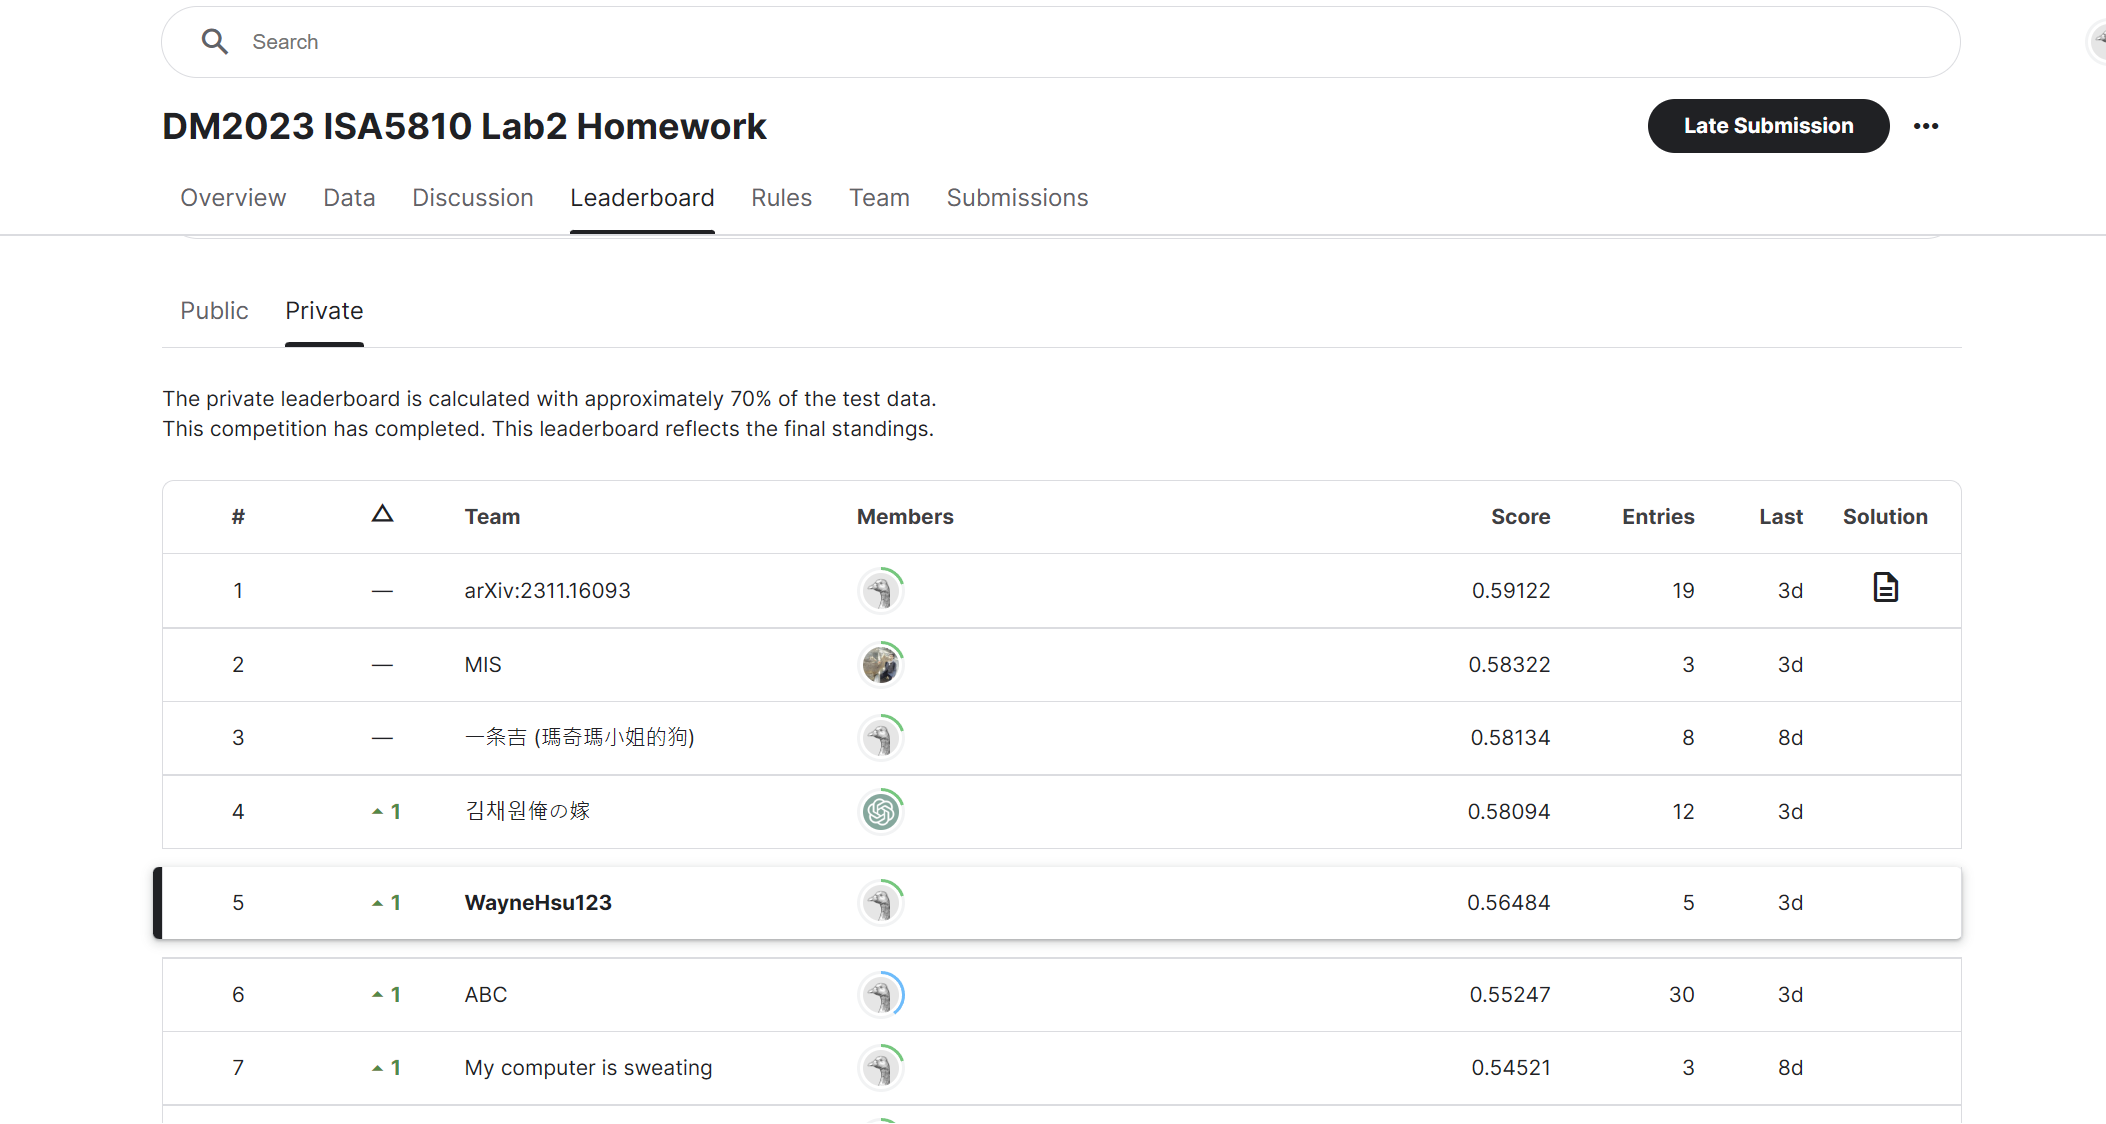 Search
DM2023 ISA5810 Lab2 Homework
Late Submission
Overview Data Discussion Leaderboard Rules Team Submissions
Public Private
The private leaderboard is calculated with approximately 70% of the test data.
This competition has completed. This leaderboard reflects the final standings.
# △ Team Members Score Entries Last Solution
1 — arXiv:2311.16093 0.59122 19 3d
2 — MIS 0.58322 3 3d
3 — 一条吉 (瑪奇瑪小姐的狗) 0.58134 8 8d
4 1 김채원俺の嫁 0.58094 12 3d
5 1 WayneHsu123 0.56484 5 3d
6 1 ABC 0.55247 30 3d
7 1 My computer is sweating 0.54521 3 8d